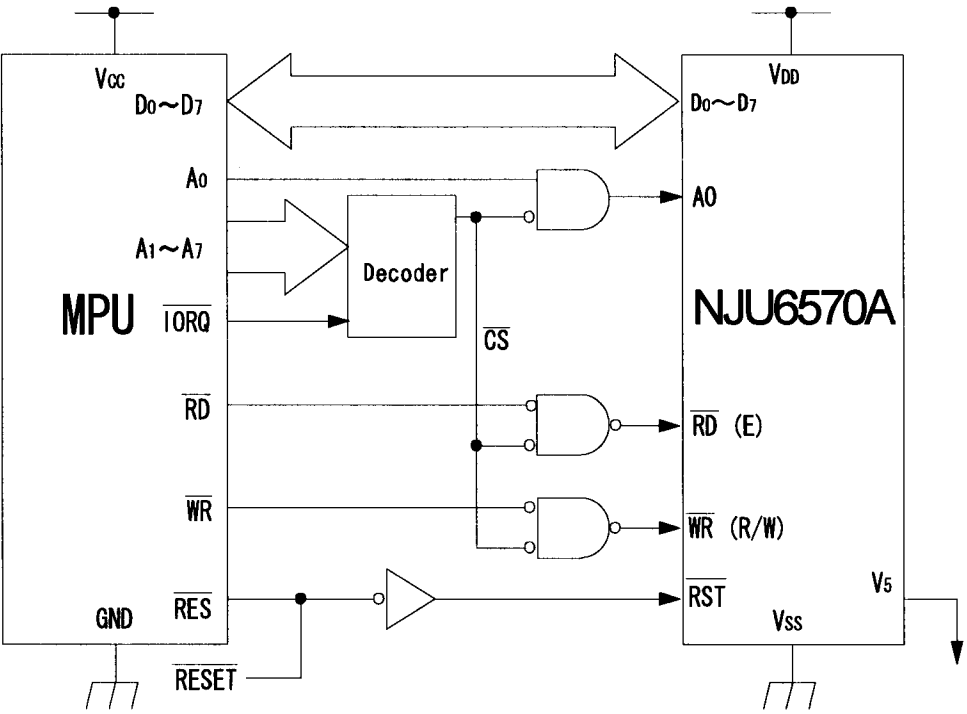 Vcc
D0~D7
A0
A1~A7
MPU
IORQ
RD
WR
RES
GND
RESET
Decoder
CS
VDD
D0~D7
A0
NJU6570A
RD (E)
WR (R/W)
RST
V5
Vss